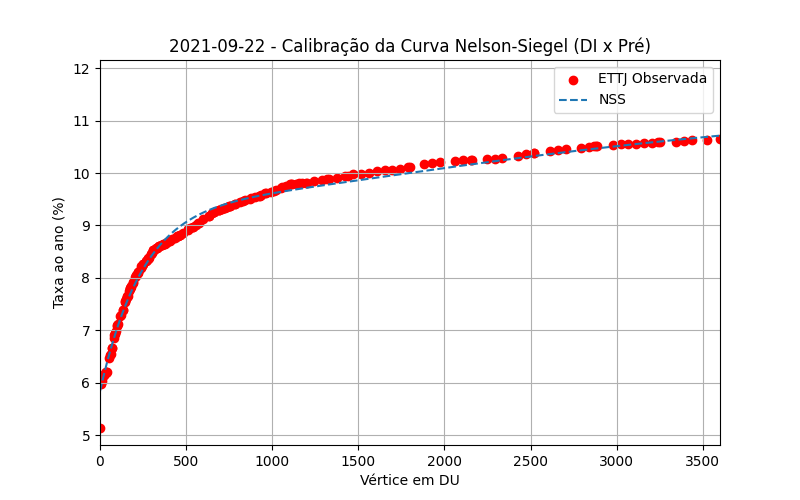 2021-09-22 - Calibração da Curva Nelson-Siegel (DI x Pré)
ETTJ Observada
NSS
Taxa ao ano (%)
12
11
10
9
8
7
6
5
0 500 1000 1500 2000 2500 3000 3500
Vértice em DU